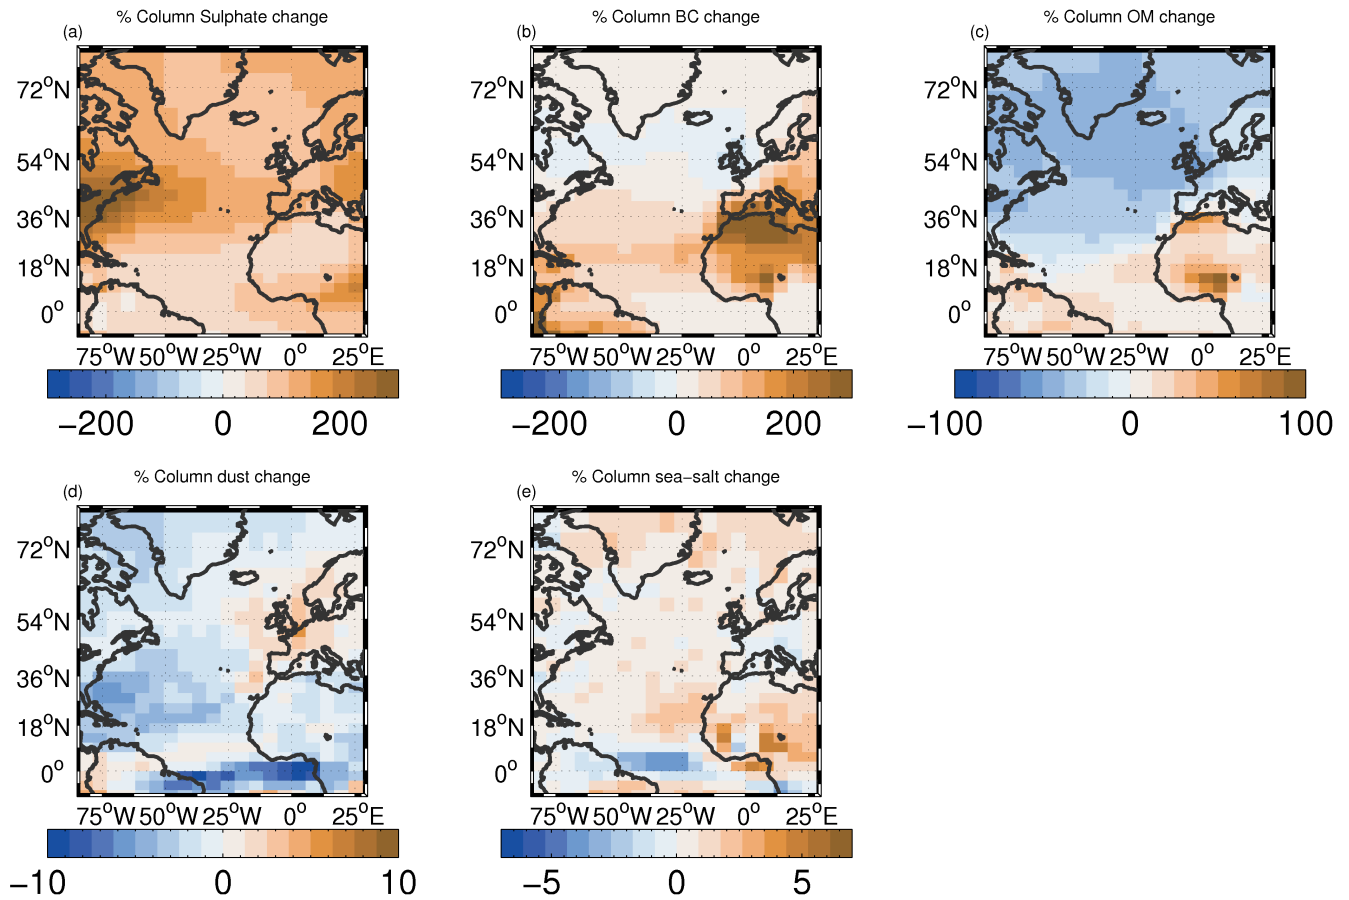 % Column Sulphate change
(a)
72°N
54°N
36°N
18°N
0°
75°W 50°W 25°W 0° 25°E
−200 0 200
% Column BC change
(b)
72°N
54°N
36°N
18°N
0°
75°W 50°W 25°W 0° 25°E
−200 0 200
% Column OM change
(c)
72°N
54°N
36°N
18°N
0°
75°W 50°W 25°W 0° 25°E
−100 0 100
% Column dust change
(d)
72°N
54°N
36°N
18°N
0°
75°W 50°W 25°W 0° 25°E
−10 0 10
% Column sea−salt change
(e)
72°N
54°N
36°N
18°N
0°
75°W 50°W 25°W 0° 25°E
−5 0 5